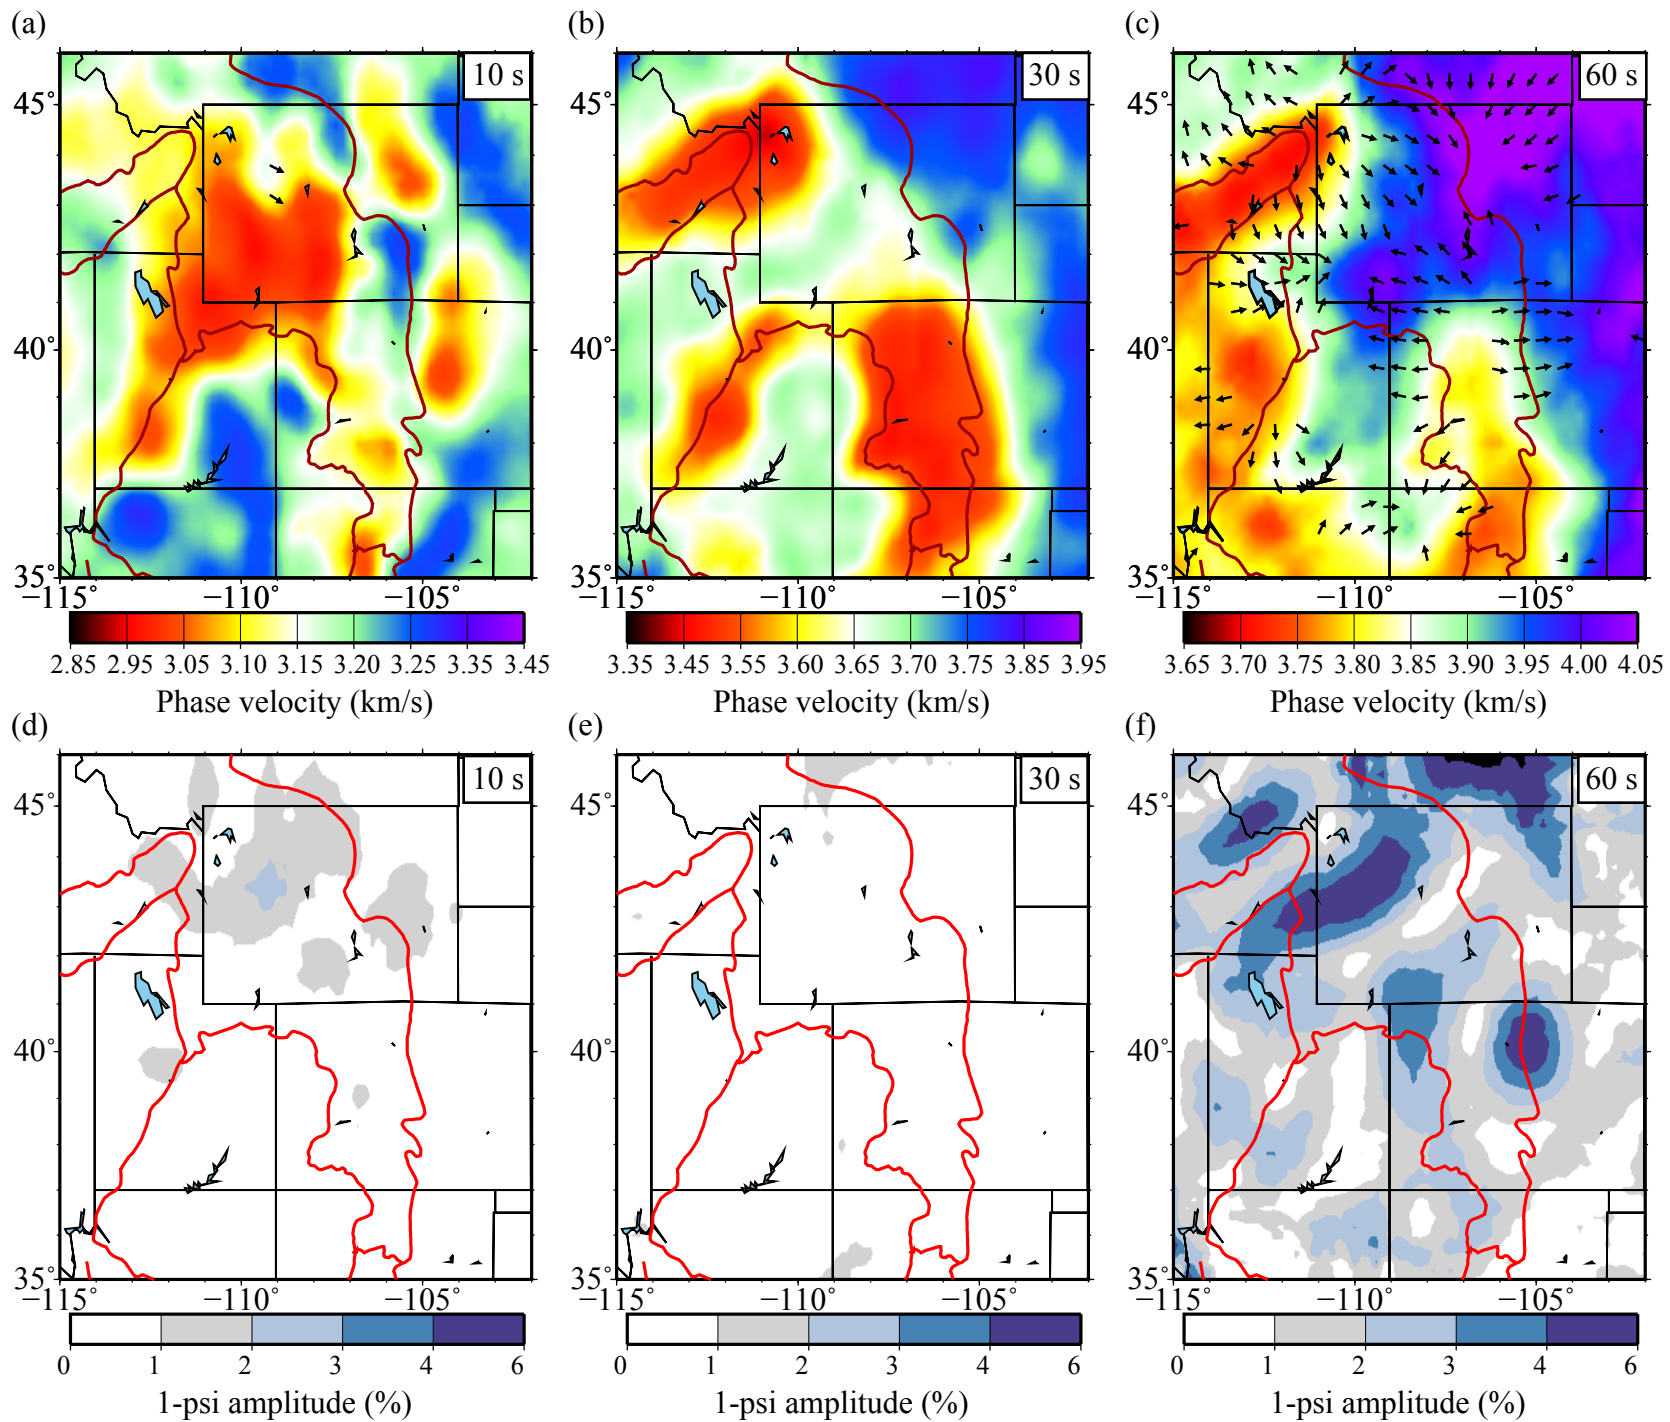 (a)
(b)
(c)
10 s
30 s
60 s
45°
45°
45°
40°
40°
40°
35°
35°
35°
−115° −110° −105°
−115° −110° −105°
−115° −110° −105°
2.85 2.95 3.05 3.10 3.15 3.20 3.25 3.35 3.45
3.35 3.45 3.55 3.60 3.65 3.70 3.75 3.85 3.95
3.65 3.70 3.75 3.80 3.85 3.90 3.95 4.00 4.05
Phase velocity (km/s)
Phase velocity (km/s)
Phase velocity (km/s)
(d)
(e)
(f)
10 s
30 s
60 s
45°
45°
45°
40°
40°
40°
35°
35°
35°
−115° −110° −105°
−115° −110° −105°
−115° −110° −105°
0 1 2 3 4 6
0 1 2 3 4 6
0 1 2 3 4 6
1-psi amplitude (%)
1-psi amplitude (%)
1-psi amplitude (%)